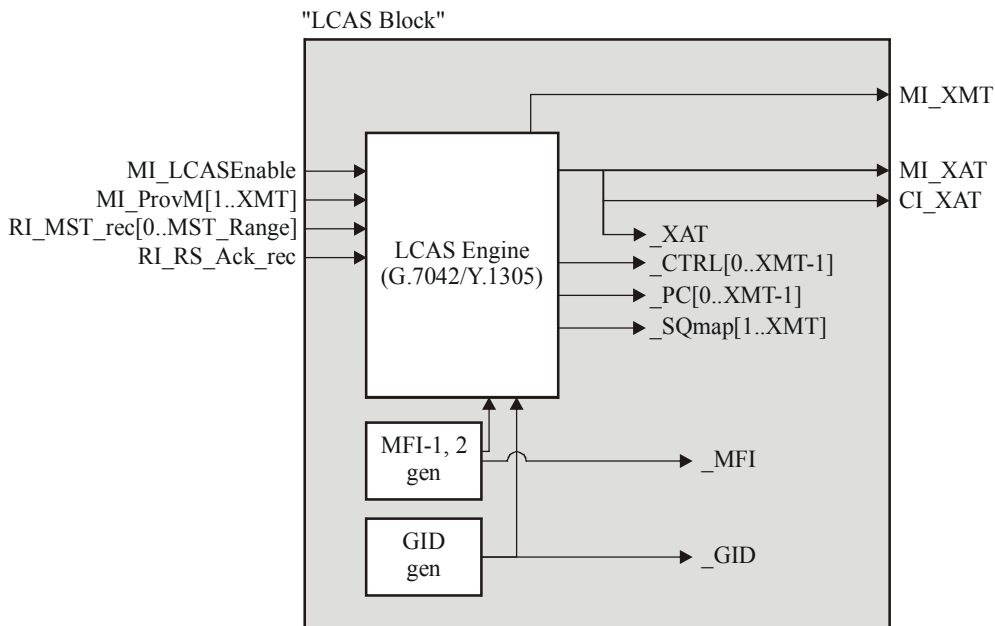 "LCAS Block"
MI_XMT
MI_LCASEnable
MI_ProvM[1..XMT]
RI_MST_rec[0..MST_Range]
RI_RS_Ack_rec
LCAS Engine
(G.7042/Y.1305)
MI_XAT
CI_XAT
_XAT
_CTRL[0..XMT-1]
_PC[0..XMT-1]
_SQmap[1..XMT]
MFI-1, 2
gen
_MFI
GID
gen
_GID